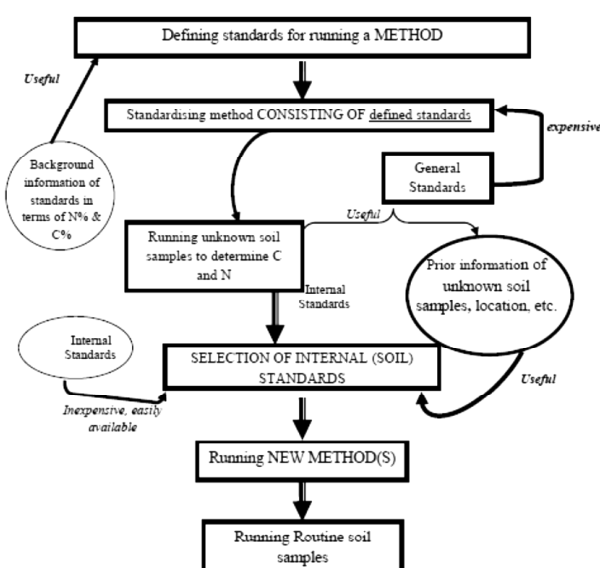 Defining standards for running a METHOD
Useful
Standardising method CONSISTING OF defined standards
expensive
Background
information of
standards in
terms of N% &
C%
General
Standards
Useful
Running unknown soil
samples to determine C
and N
Prior information of
unknown soil
samples, location, etc.
Internal
Standards
Internal
Standards
SELECTION OF INTERNAL (SOIL)
STANDARDS
Useful
Inexpensive, easily
available
Running NEW METHOD(S)
Running Routine soil
samples